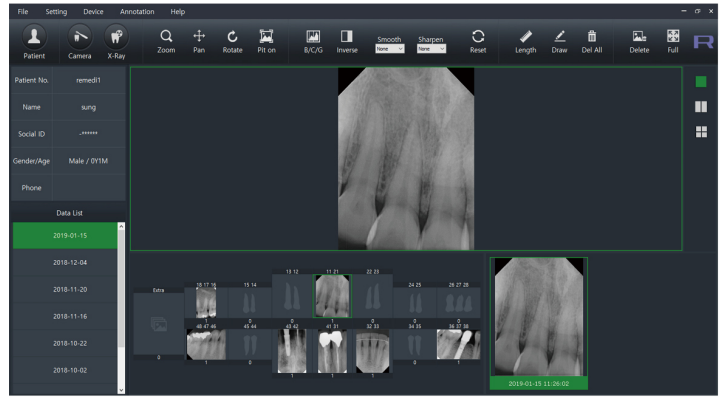 File Setting Device Annotation Help
Patient Camera X-Ray Zoom Pan Rotate Pit on B/C/G Inverse Smooth None Sharpen None Reset Length Draw Del All Delete Full R
Patient No. remedi1
Name sung
Social ID -******
Gender/Age Male / 0Y1M
Phone
Data List
2019-01-15
2018-12-04
2018-11-20
2018-11-16
2018-10-22
2018-10-02
Extra
0
18 17 16 15 14 13 12 11 21 22 23 24 25 26 27 28
1 0 0 1 0 0 0
48 47 46 45 44 43 42 41 31 32 33 34 35 36 37 38
1 0 1 1 1 0 1
2019-01-15 11:26:02